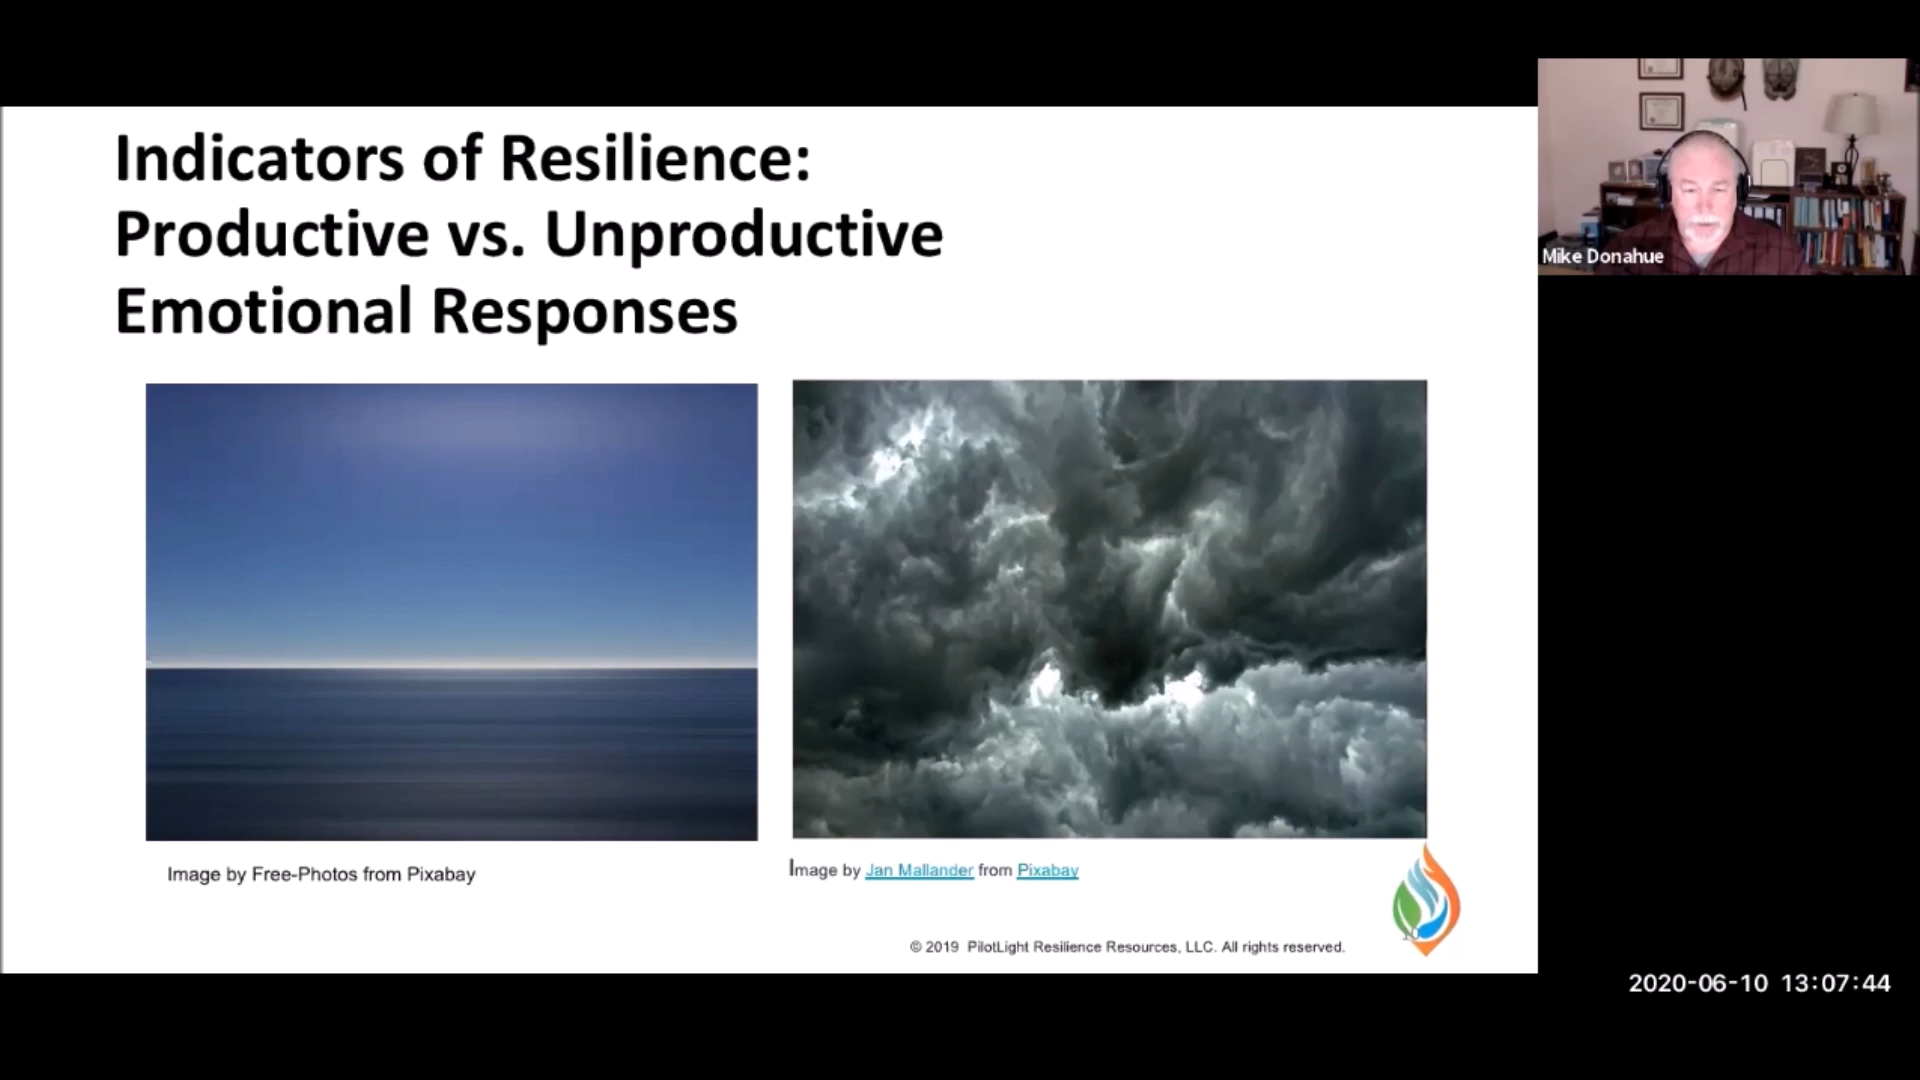 Indicators of Resilience:
Productive vs. Unproductive
Emotional Responses
Mike Donahue
Image by Free-Photos from Pixabay
Image by Jan Mallander from Pixabay
© 2019 PilotLight Resilience Resources, LLC. All rights reserved.
10
2020-06-10 13:07:44